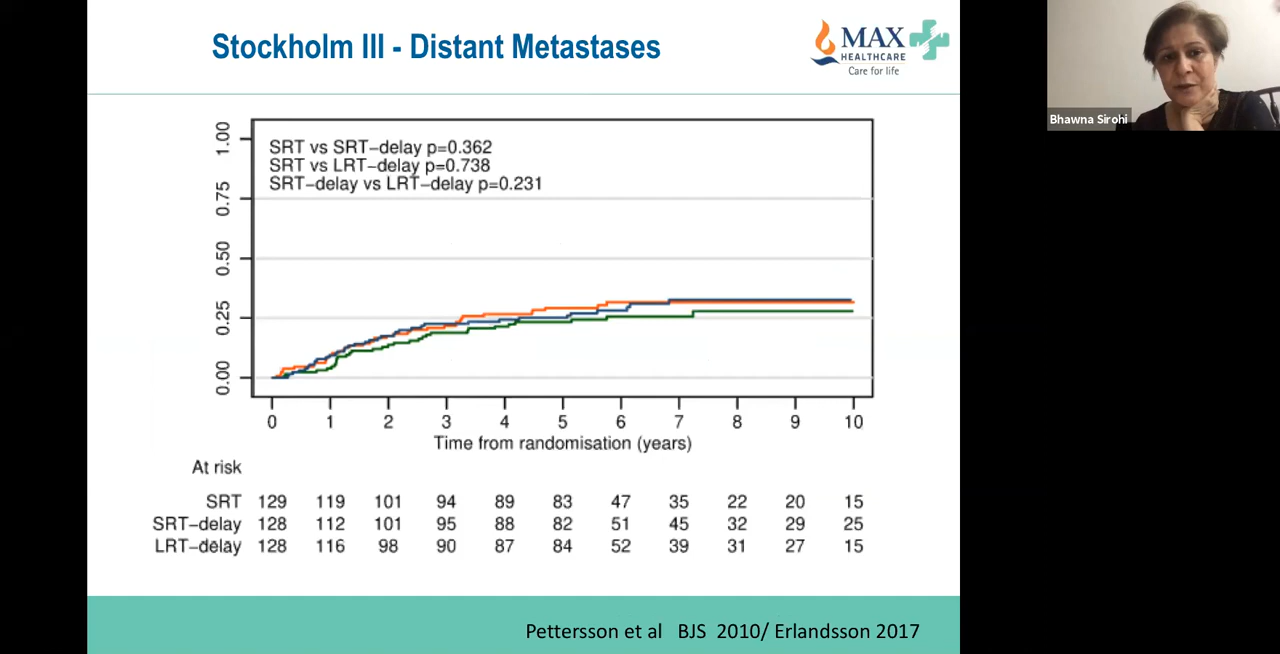 Stockholm III - Distant Metastases
MAX
HEALTHCARE
Care for life
Bhawna Sirohi
SRT vs SRT-delay p=0.362
SRT vs LRT-delay p=0.738
SRT-delay vs LRT-delay p=0.231
1.00
0.75
0.50
0.25
0.00
0 1 2 3 4 5 6 7 8 9 10
Time from randomisation (years)
At risk
SRT 129 119 101 94 89 83 47 35 22 20 15
SRT-delay 128 112 101 95 88 82 51 45 32 29 25
LRT-delay 128 116 98 90 87 84 52 39 31 27 15
Pettersson et al BJS 2010/ Erlandsson 2017